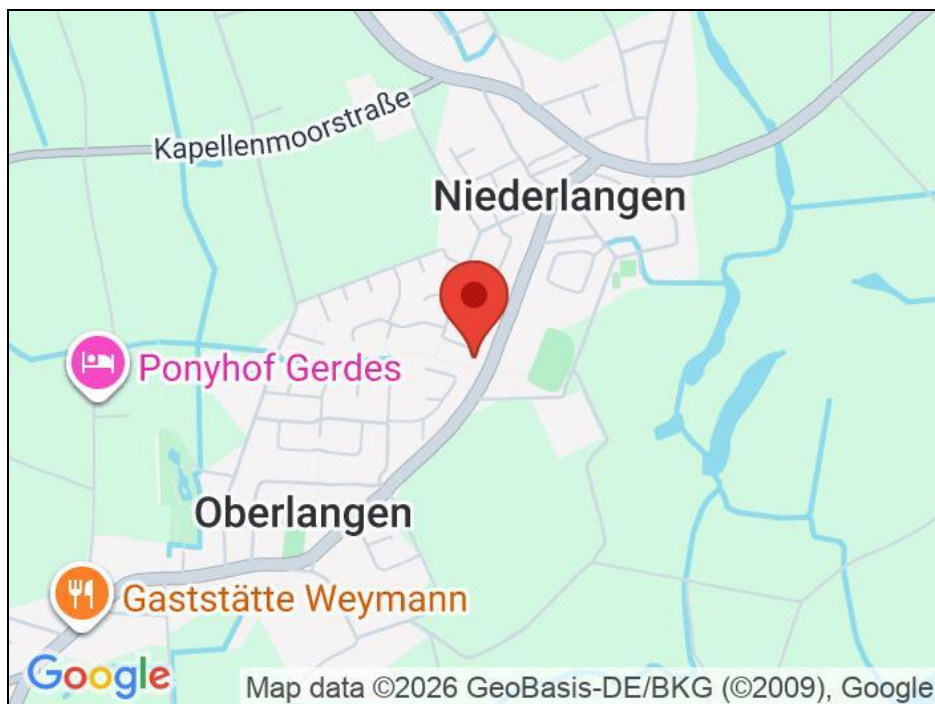 Kapellenmoorstraße
Niederlangen
Ponyhof Gerdes
Oberlangen
Gaststätte Weymann
Google
Map data ©2026 GeoBasis-DE/BKG (©2009), Google